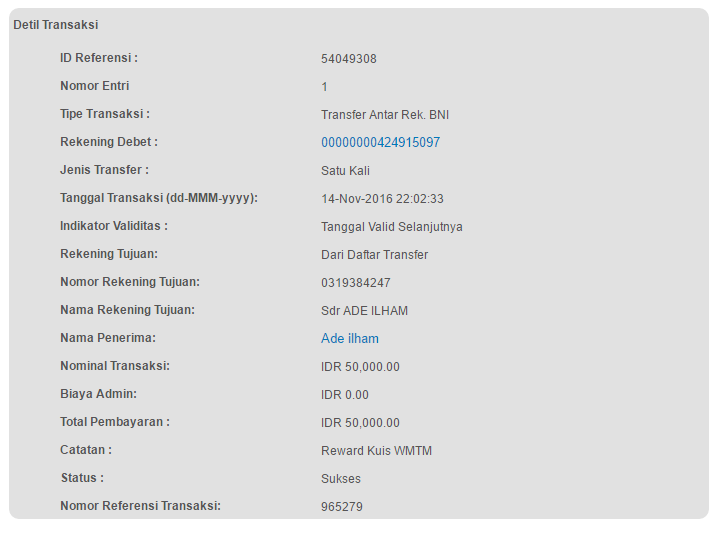 Detil Transaksi
ID Referensi : 54049308
Nomor Entri 1
Tipe Transaksi : Transfer Antar Rek. BNI
Rekening Debet : 00000000424915097
Jenis Transfer : Satu Kali
Tanggal Transaksi (dd-MMM-yyyy): 14-Nov-2016 22:02:33
Indikator Validitas : Tanggal Valid Selanjutnya
Rekening Tujuan: Dari Daftar Transfer
Nomor Rekening Tujuan: 0319384247
Nama Rekening Tujuan: Sdr ADE ILHAM
Nama Penerima: Ade ilham
Nominal Transaksi: IDR 50,000.00
Biaya Admin: IDR 0.00
Total Pembayaran : IDR 50,000.00
Catatan : Reward Kuis WMTM
Status : Sukses
Nomor Referensi Transaksi: 965279